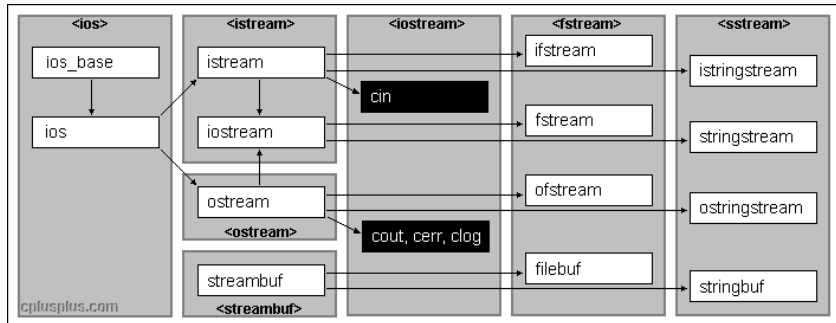 <ios>
<istream>
<iostream>
<fstream>
<sstream>
ios_base
istream
ifstream
istringstream
cin
ios
iostream
fstream
stringstream
ostream
ofstream
ostringstream
<ostream>
cout, cerr, clog
streambuf
filebuf
stringbuf
<streambuf>
cplusplus.com